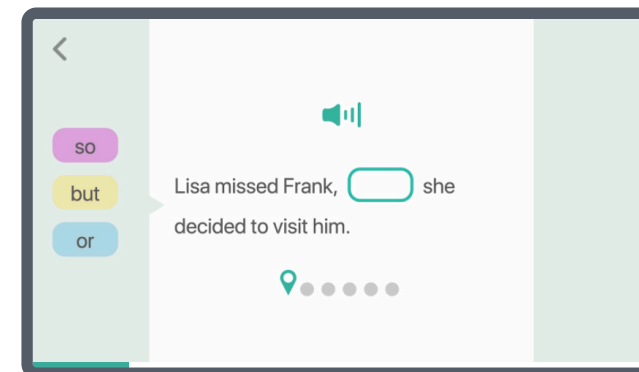 so
but
or
Lisa missed Frank, she
decided to visit him.